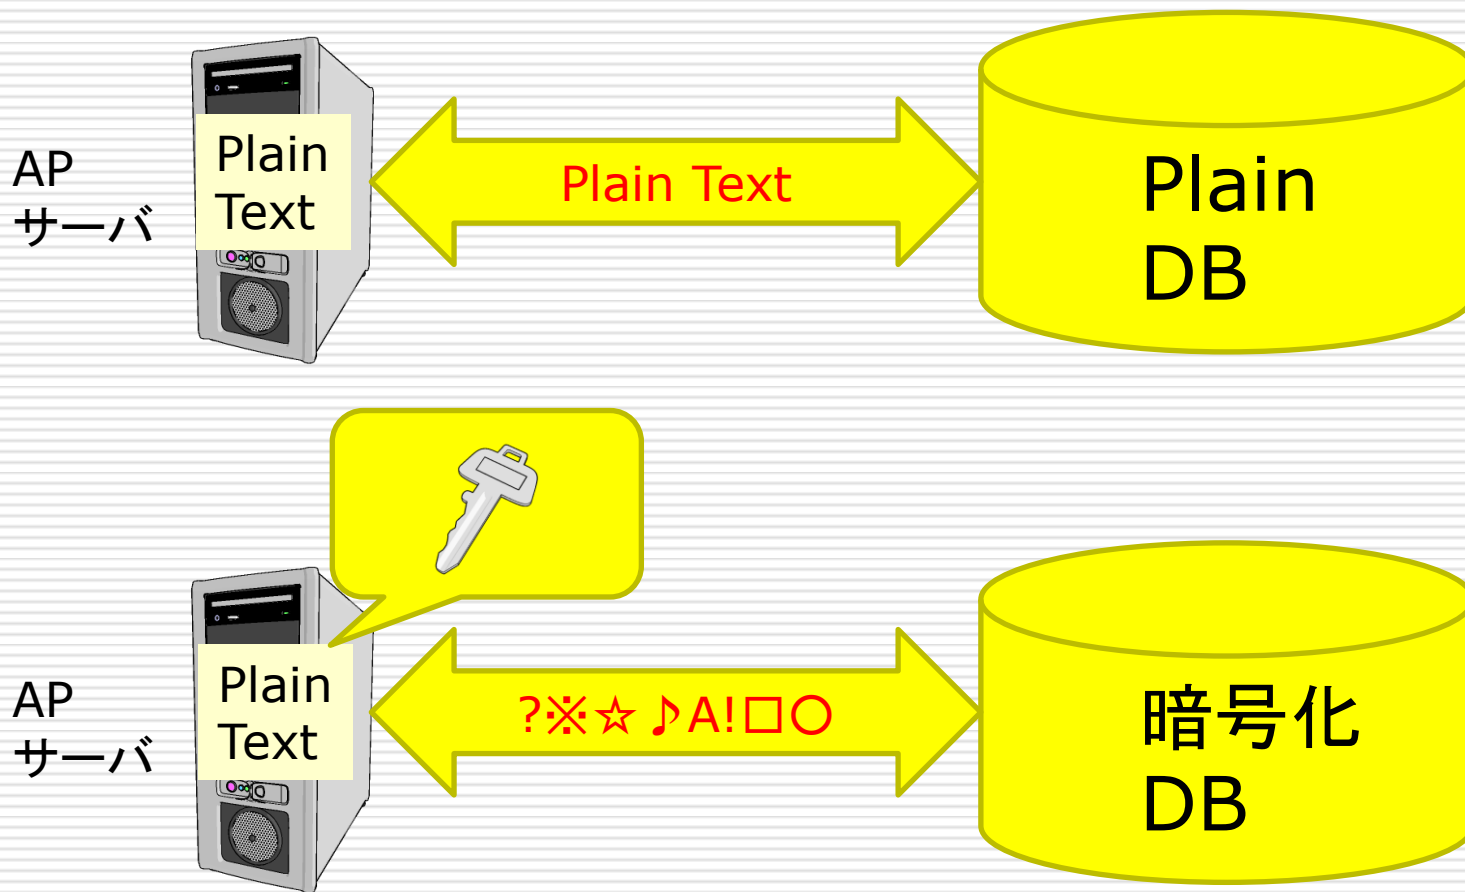 AP
サーバ
Plain
Text
Plain Text
Plain
DB
AP
サーバ
Plain
Text
?※☆♪A!□○
暗号化
DB